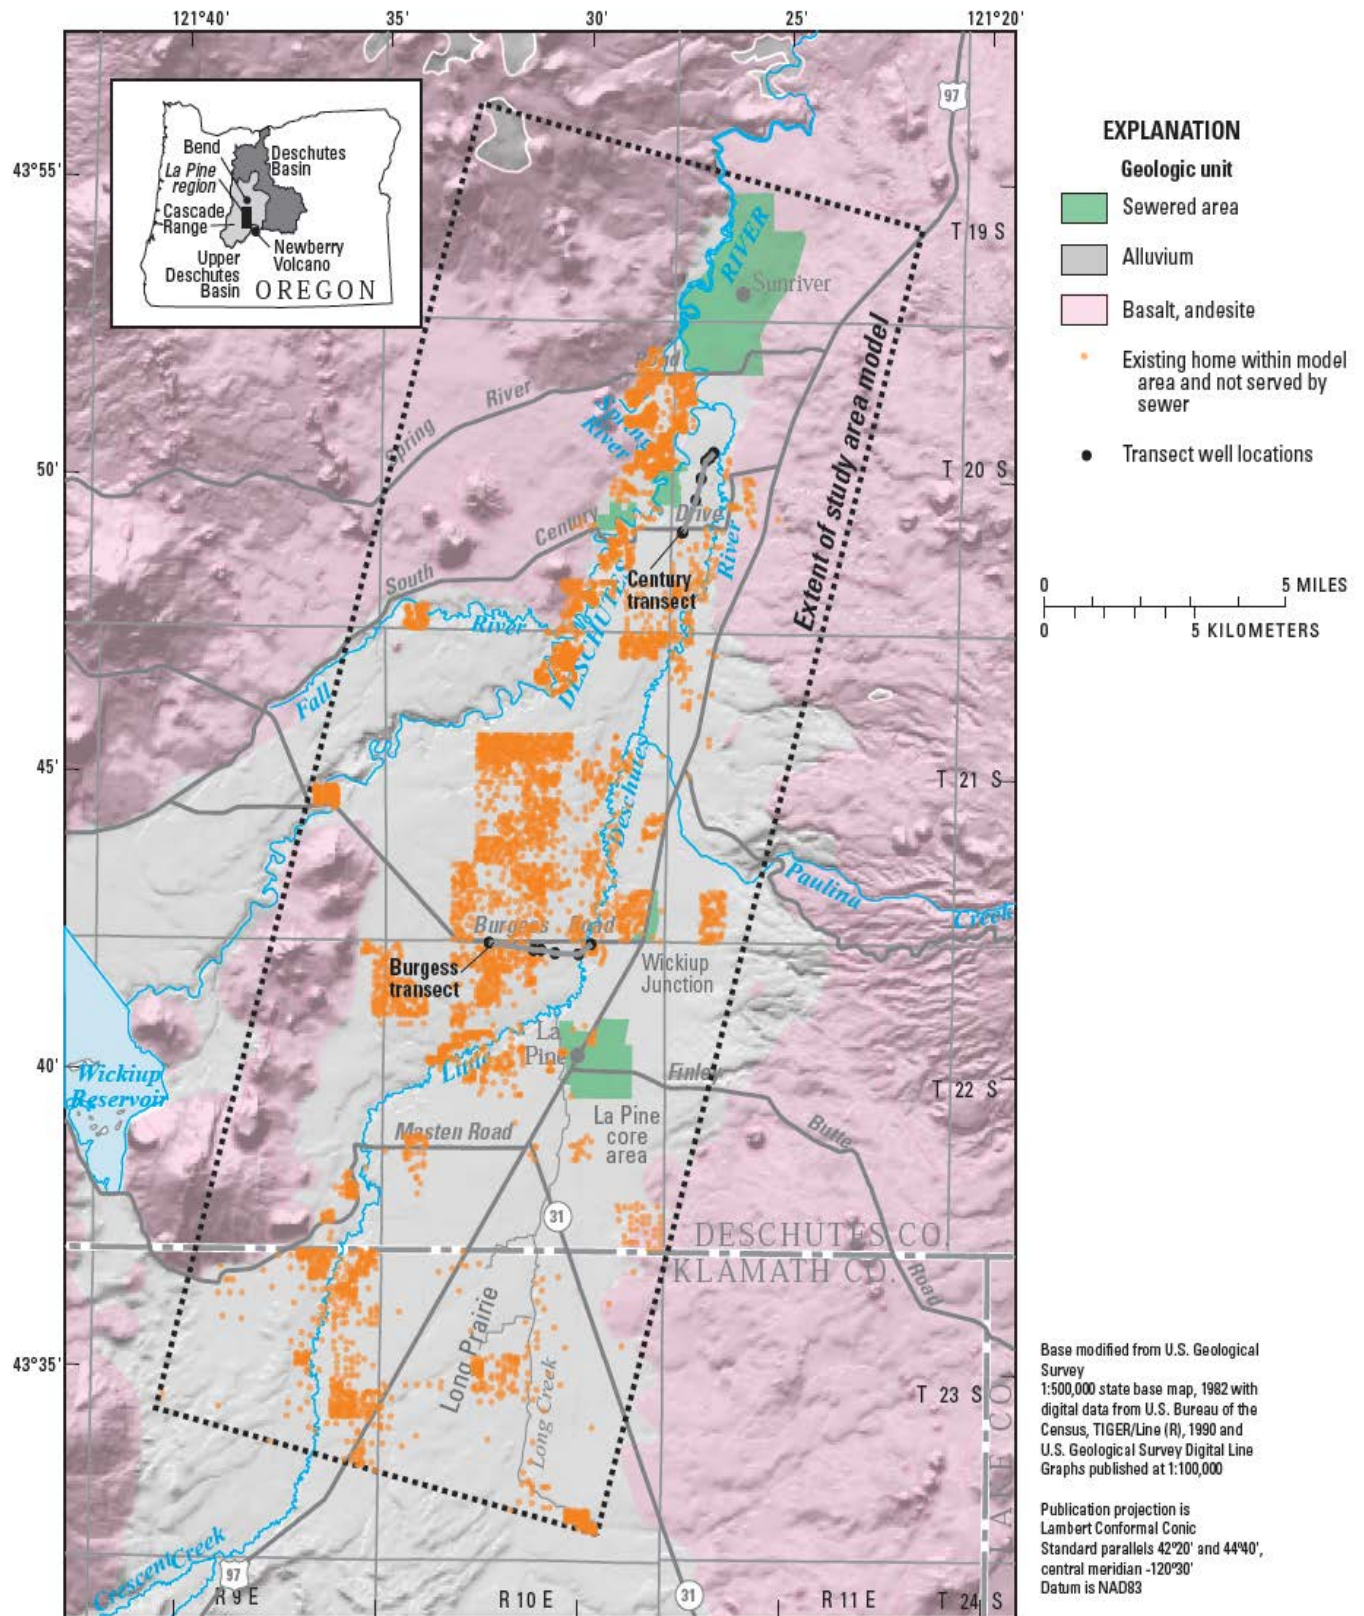 121°40'
35'
30'
25'
121°20'
97
43°55'
Bend
Deschutes
Basin
La Pine
region
Cascade
Range
Newberry
Volcano
Upper
Deschutes
Basin
OREGON
EXPLANATION
Geologic unit
Sewered area
Alluvium
Basalt, andesite
Existing home within model
area and not served by
sewer
Transect well locations
T 19 S
RIVER
Sunriver
Extent of study area model
Spring River Road
Spring
River
50'
T 20 S
South Century Drive
River
Century
transect
0 5 MILES
0 5 KILOMETERS
River
DESCHUTES
Fall
45'
T 21 S
Deschutes
Paulina
Creek
Burgess Road
Burgess
transect
Wickiup
Junction
La
Pine
40'
Little
Finley
Wickiup
Reservoir
T 22 S
La Pine
core
area
Butte
Masten Road
31
DESCHUTES CO.
KLAMATH CO.
Road
Long Prairie
43°35'
Long Creek
T 23 S
LAKE CO.
Base modified from U.S. Geological
Survey
1:500,000 state base map, 1982 with
digital data from U.S. Bureau of the
Census, TIGER/Line (R), 1990 and
U.S. Geological Survey Digital Line
Graphs published at 1:100,000
Publication projection is
Lambert Conformal Conic
Standard parallels 42°20' and 44°40',
central meridian -120°30'
Datum is NAD83
Crescent Creek
97
R 9 E
R 10 E
31
R 11 E
T 24 S